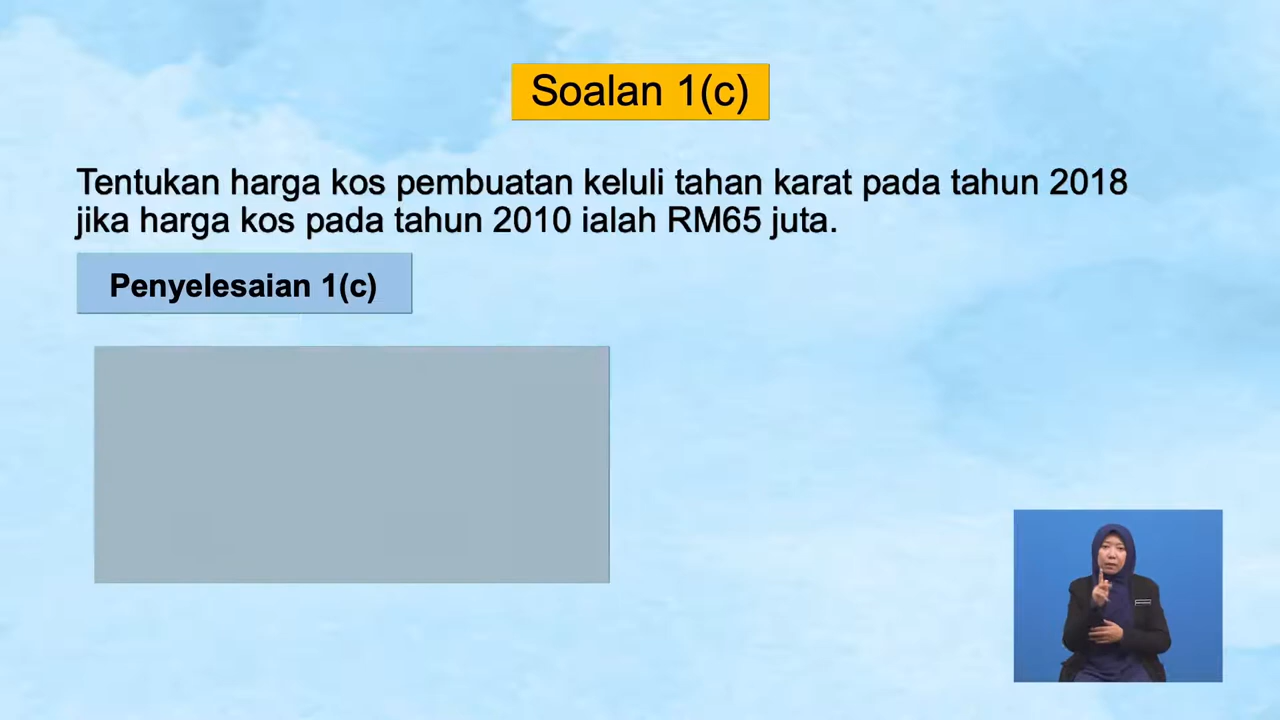 Soalan 1(c)
Tentukan harga kos pembuatan keluli tahan karat pada tahun 2018
jika harga kos pada tahun 2010 ialah RM65 juta.
Penyelesaian 1(c)